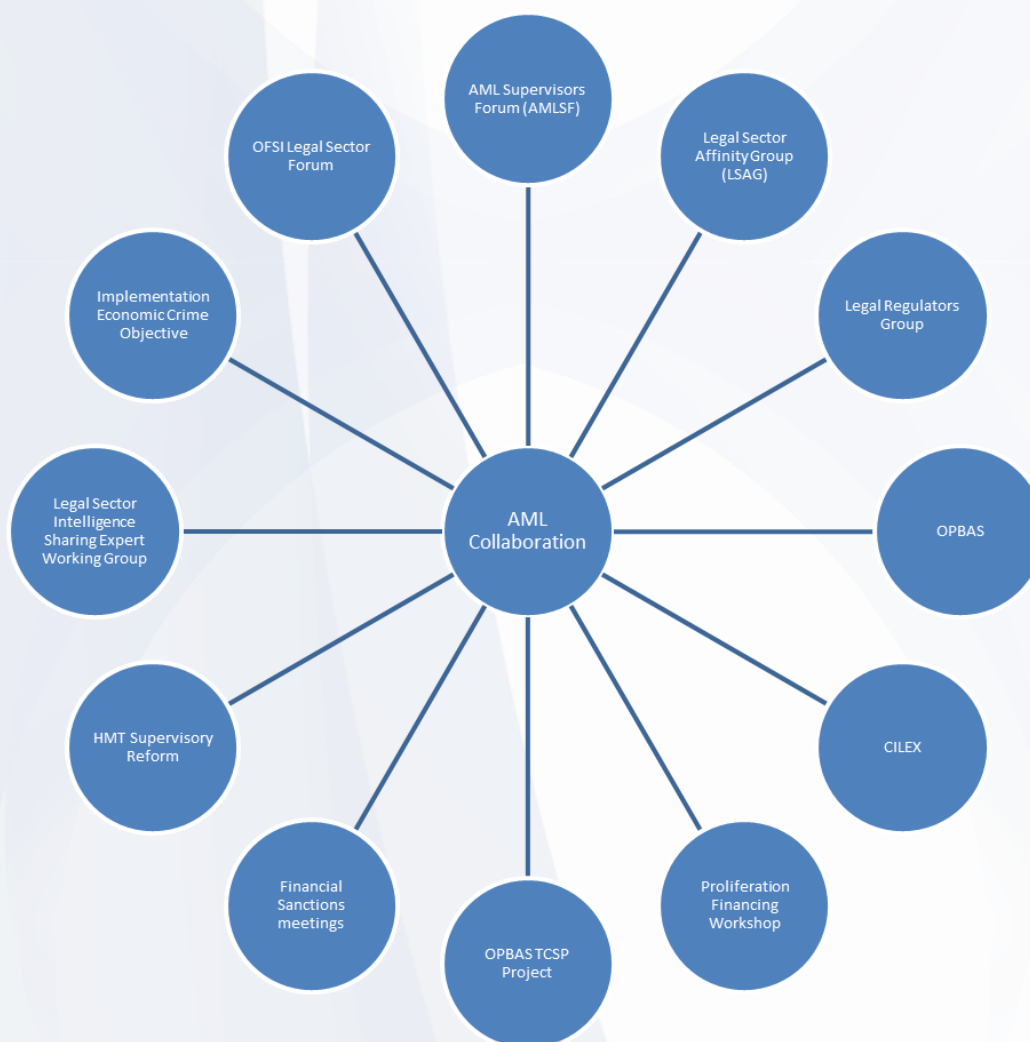 AML Supervisors
Forum (AMLSF)
Legal Sector
Affinity Group
(LSAG)
Legal Regulators
Group
OPBAS
CILEX
Proliferation
Financing
Workshop
OPBAS TCSP
Project
Financial
Sanctions
meetings
HMT Supervisory
Reform
Legal Sector
Intelligence
Sharing Expert
Working Group
Implementation
Economic Crime
Objective
OFSI Legal Sector
Forum
AML
Collaboration